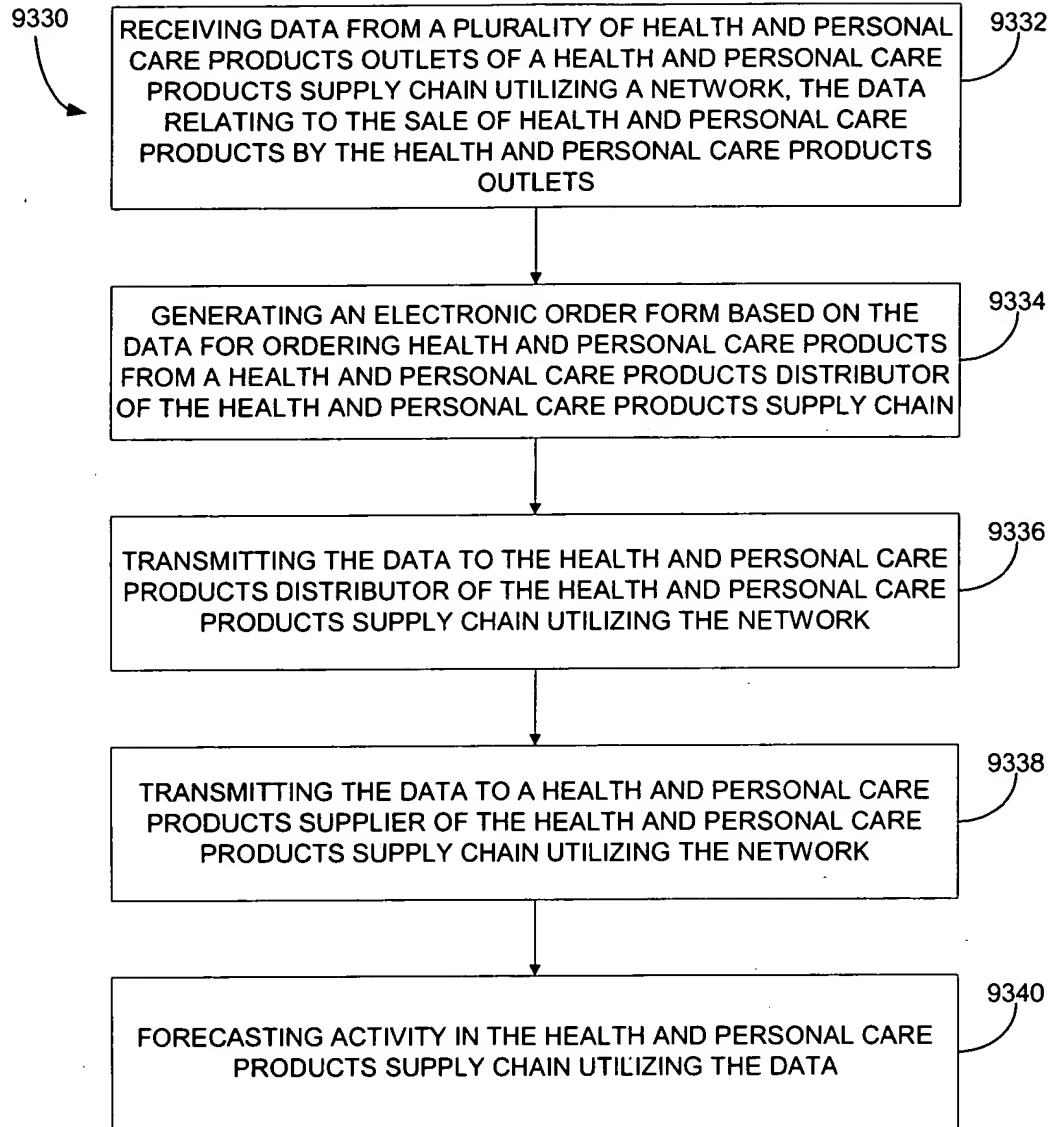 9330
RECEIVING DATA FROM A PLURALITY OF HEALTH AND PERSONAL
CARE PRODUCTS OUTLETS OF A HEALTH AND PERSONAL CARE
PRODUCTS SUPPLY CHAIN UTILIZING A NETWORK, THE DATA
RELATING TO THE SALE OF HEALTH AND PERSONAL CARE
PRODUCTS BY THE HEALTH AND PERSONAL CARE PRODUCTS
OUTLETS
9332
GENERATING AN ELECTRONIC ORDER FORM BASED ON THE
DATA FOR ORDERING HEALTH AND PERSONAL CARE PRODUCTS
FROM A HEALTH AND PERSONAL CARE PRODUCTS DISTRIBUTOR
OF THE HEALTH AND PERSONAL CARE PRODUCTS SUPPLY CHAIN
9334
TRANSMITTING THE DATA TO THE HEALTH AND PERSONAL CARE
PRODUCTS DISTRIBUTOR OF THE HEALTH AND PERSONAL CARE
PRODUCTS SUPPLY CHAIN UTILIZING THE NETWORK
9336
TRANSMITTING THE DATA TO A HEALTH AND PERSONAL CARE
PRODUCTS SUPPLIER OF THE HEALTH AND PERSONAL CARE
PRODUCTS SUPPLY CHAIN UTILIZING THE NETWORK
9338
FORECASTING ACTIVITY IN THE HEALTH AND PERSONAL CARE
PRODUCTS SUPPLY CHAIN UTILIZING THE DATA
9340